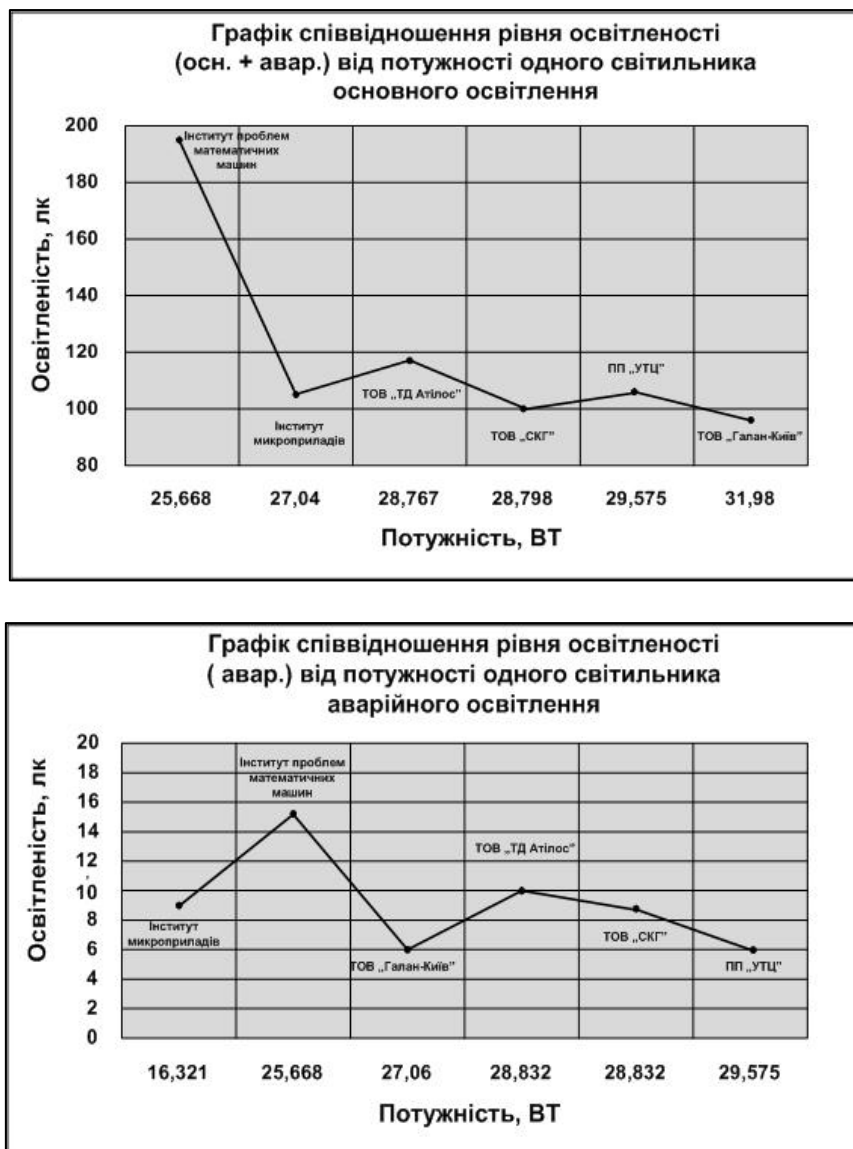 Графік співвідношення рівня освітленості
(осн. + авар.) від потужності одного світильника
основного освітлення
Освітленість, лк
200
180
160
140
120
100
80
Інститут проблем
математичних
машин
Інститут
микроприладів
ТОВ „ТД Атілос”
ТОВ „СКГ”
ПП „УТЦ”
ТОВ „Галан-Київ”
25,668 27,04 28,767 28,798 29,575 31,98
Потужність, ВТ
Графік співвідношення рівня освітленості
( авар.) від потужності одного світильника
аварійного освітлення
Освітленість, лк
20
18
16
14
12
10
8
6
4
2
0
Інститут
микроприладів
Інститут проблем
математичних
машин
ТОВ „Галан-Київ”
ТОВ „ТД Атілос”
ТОВ „СКГ”
ПП „УТЦ”
16,321 25,668 27,06 28,832 28,832 29,575
Потужність, ВТ